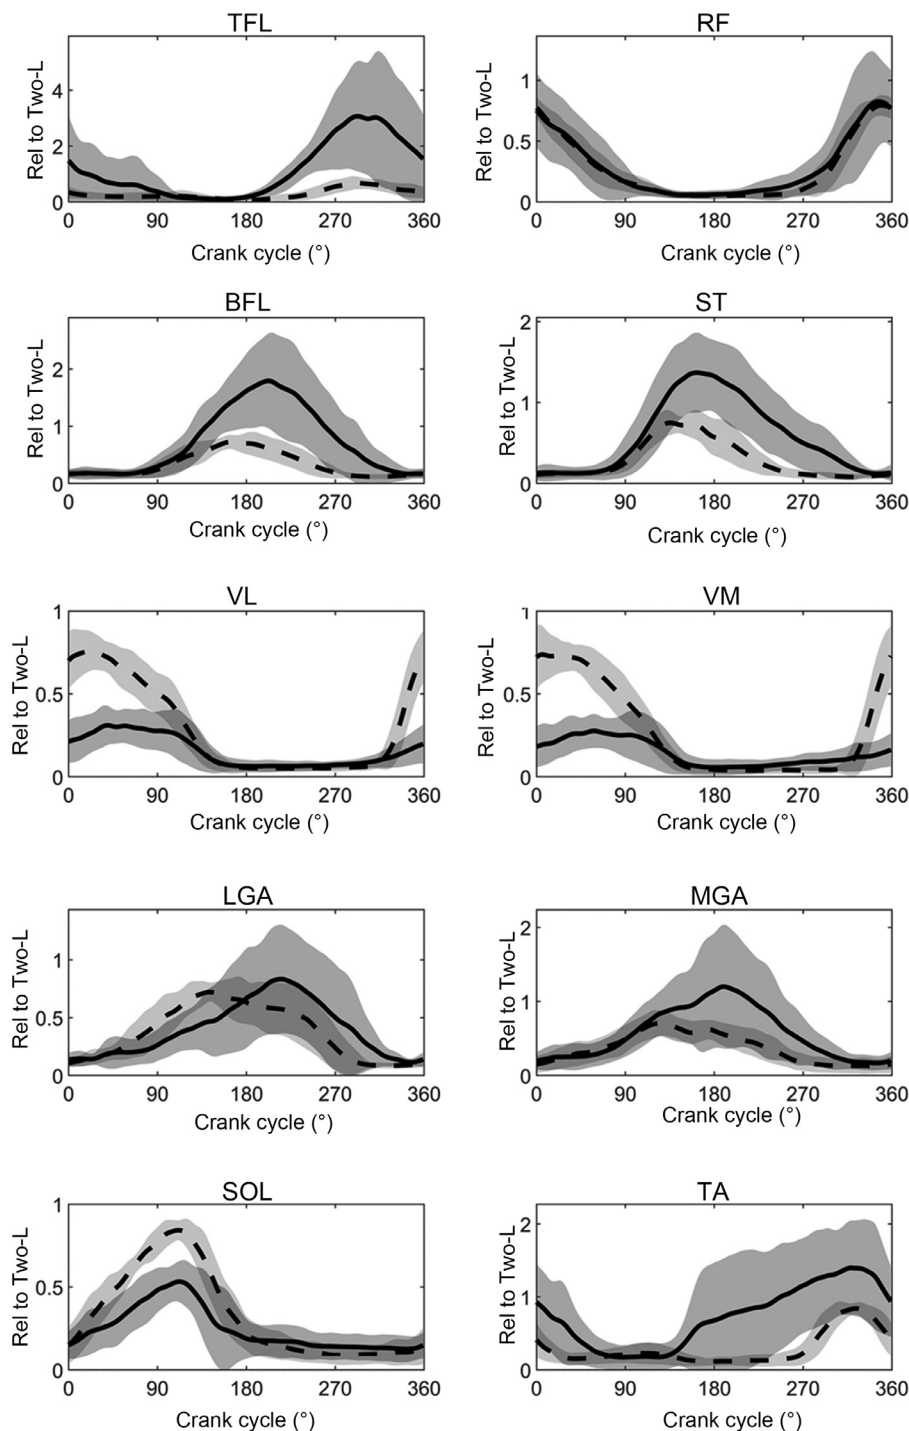 TFL
Rel to Two-L
4
2
0
0 90 180 270 360
Crank cycle (°)
RF
Rel to Two-L
1
0.5
0
0 90 180 270 360
Crank cycle (°)
BFL
Rel to Two-L
2
1
0
0 90 180 270 360
Crank cycle (°)
ST
Rel to Two-L
2
1
0
0 90 180 270 360
Crank cycle (°)
VL
Rel to Two-L
1
0.5
0
0 90 180 270 360
Crank cycle (°)
VM
Rel to Two-L
1
0.5
0
0 90 180 270 360
Crank cycle (°)
LGA
Rel to Two-L
1
0.5
0
0 90 180 270 360
Crank cycle (°)
MGA
Rel to Two-L
2
1
0
0 90 180 270 360
Crank cycle (°)
SOL
Rel to Two-L
1
0.5
0
0 90 180 270 360
Crank cycle (°)
TA
Rel to Two-L
2
1
0
0 90 180 270 360
Crank cycle (°)